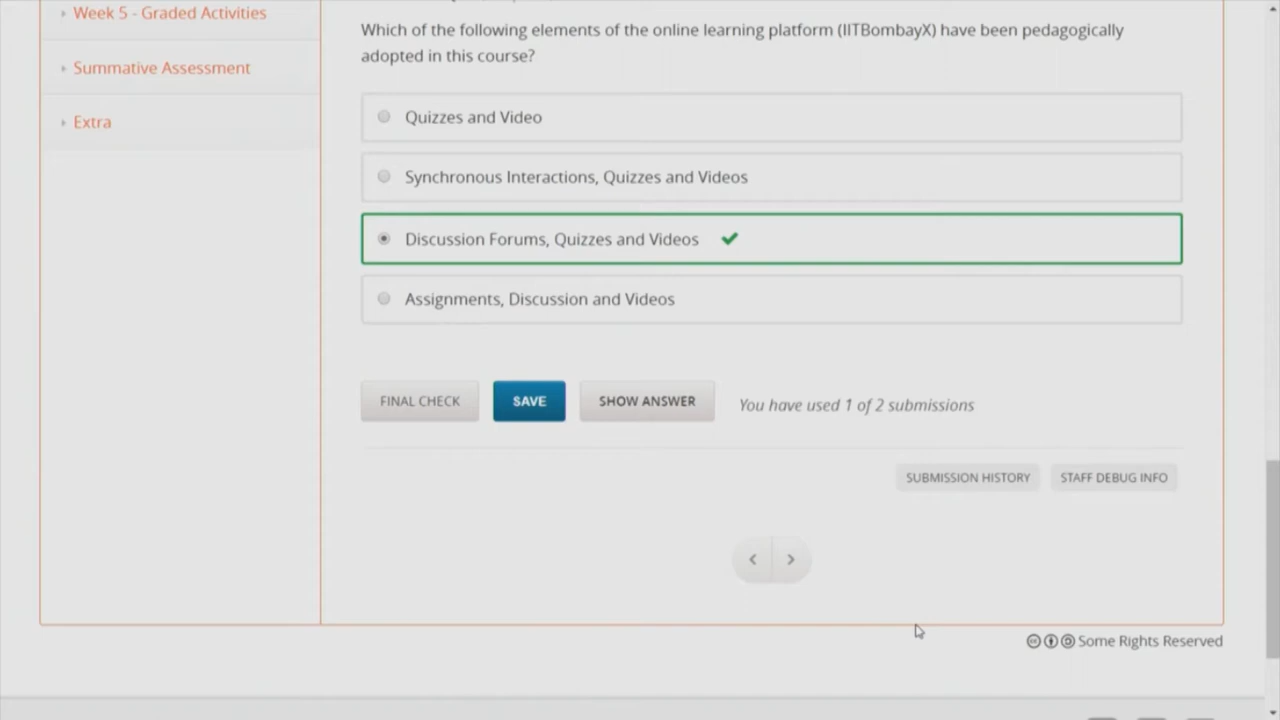 Week 5 - Graded Activities
Summative Assessment
Extra
Which of the following elements of the online learning platform (IITBombayX) have been pedagogically
adopted in this course?
Quizzes and Video
Synchronous Interactions, Quizzes and Videos
Discussion Forums, Quizzes and Videos
Assignments, Discussion and Videos
FINAL CHECK
SAVE
SHOW ANSWER
You have used 1 of 2 submissions
SUBMISSION HISTORY
STAFF DEBUG INFO
Some Rights Reserved